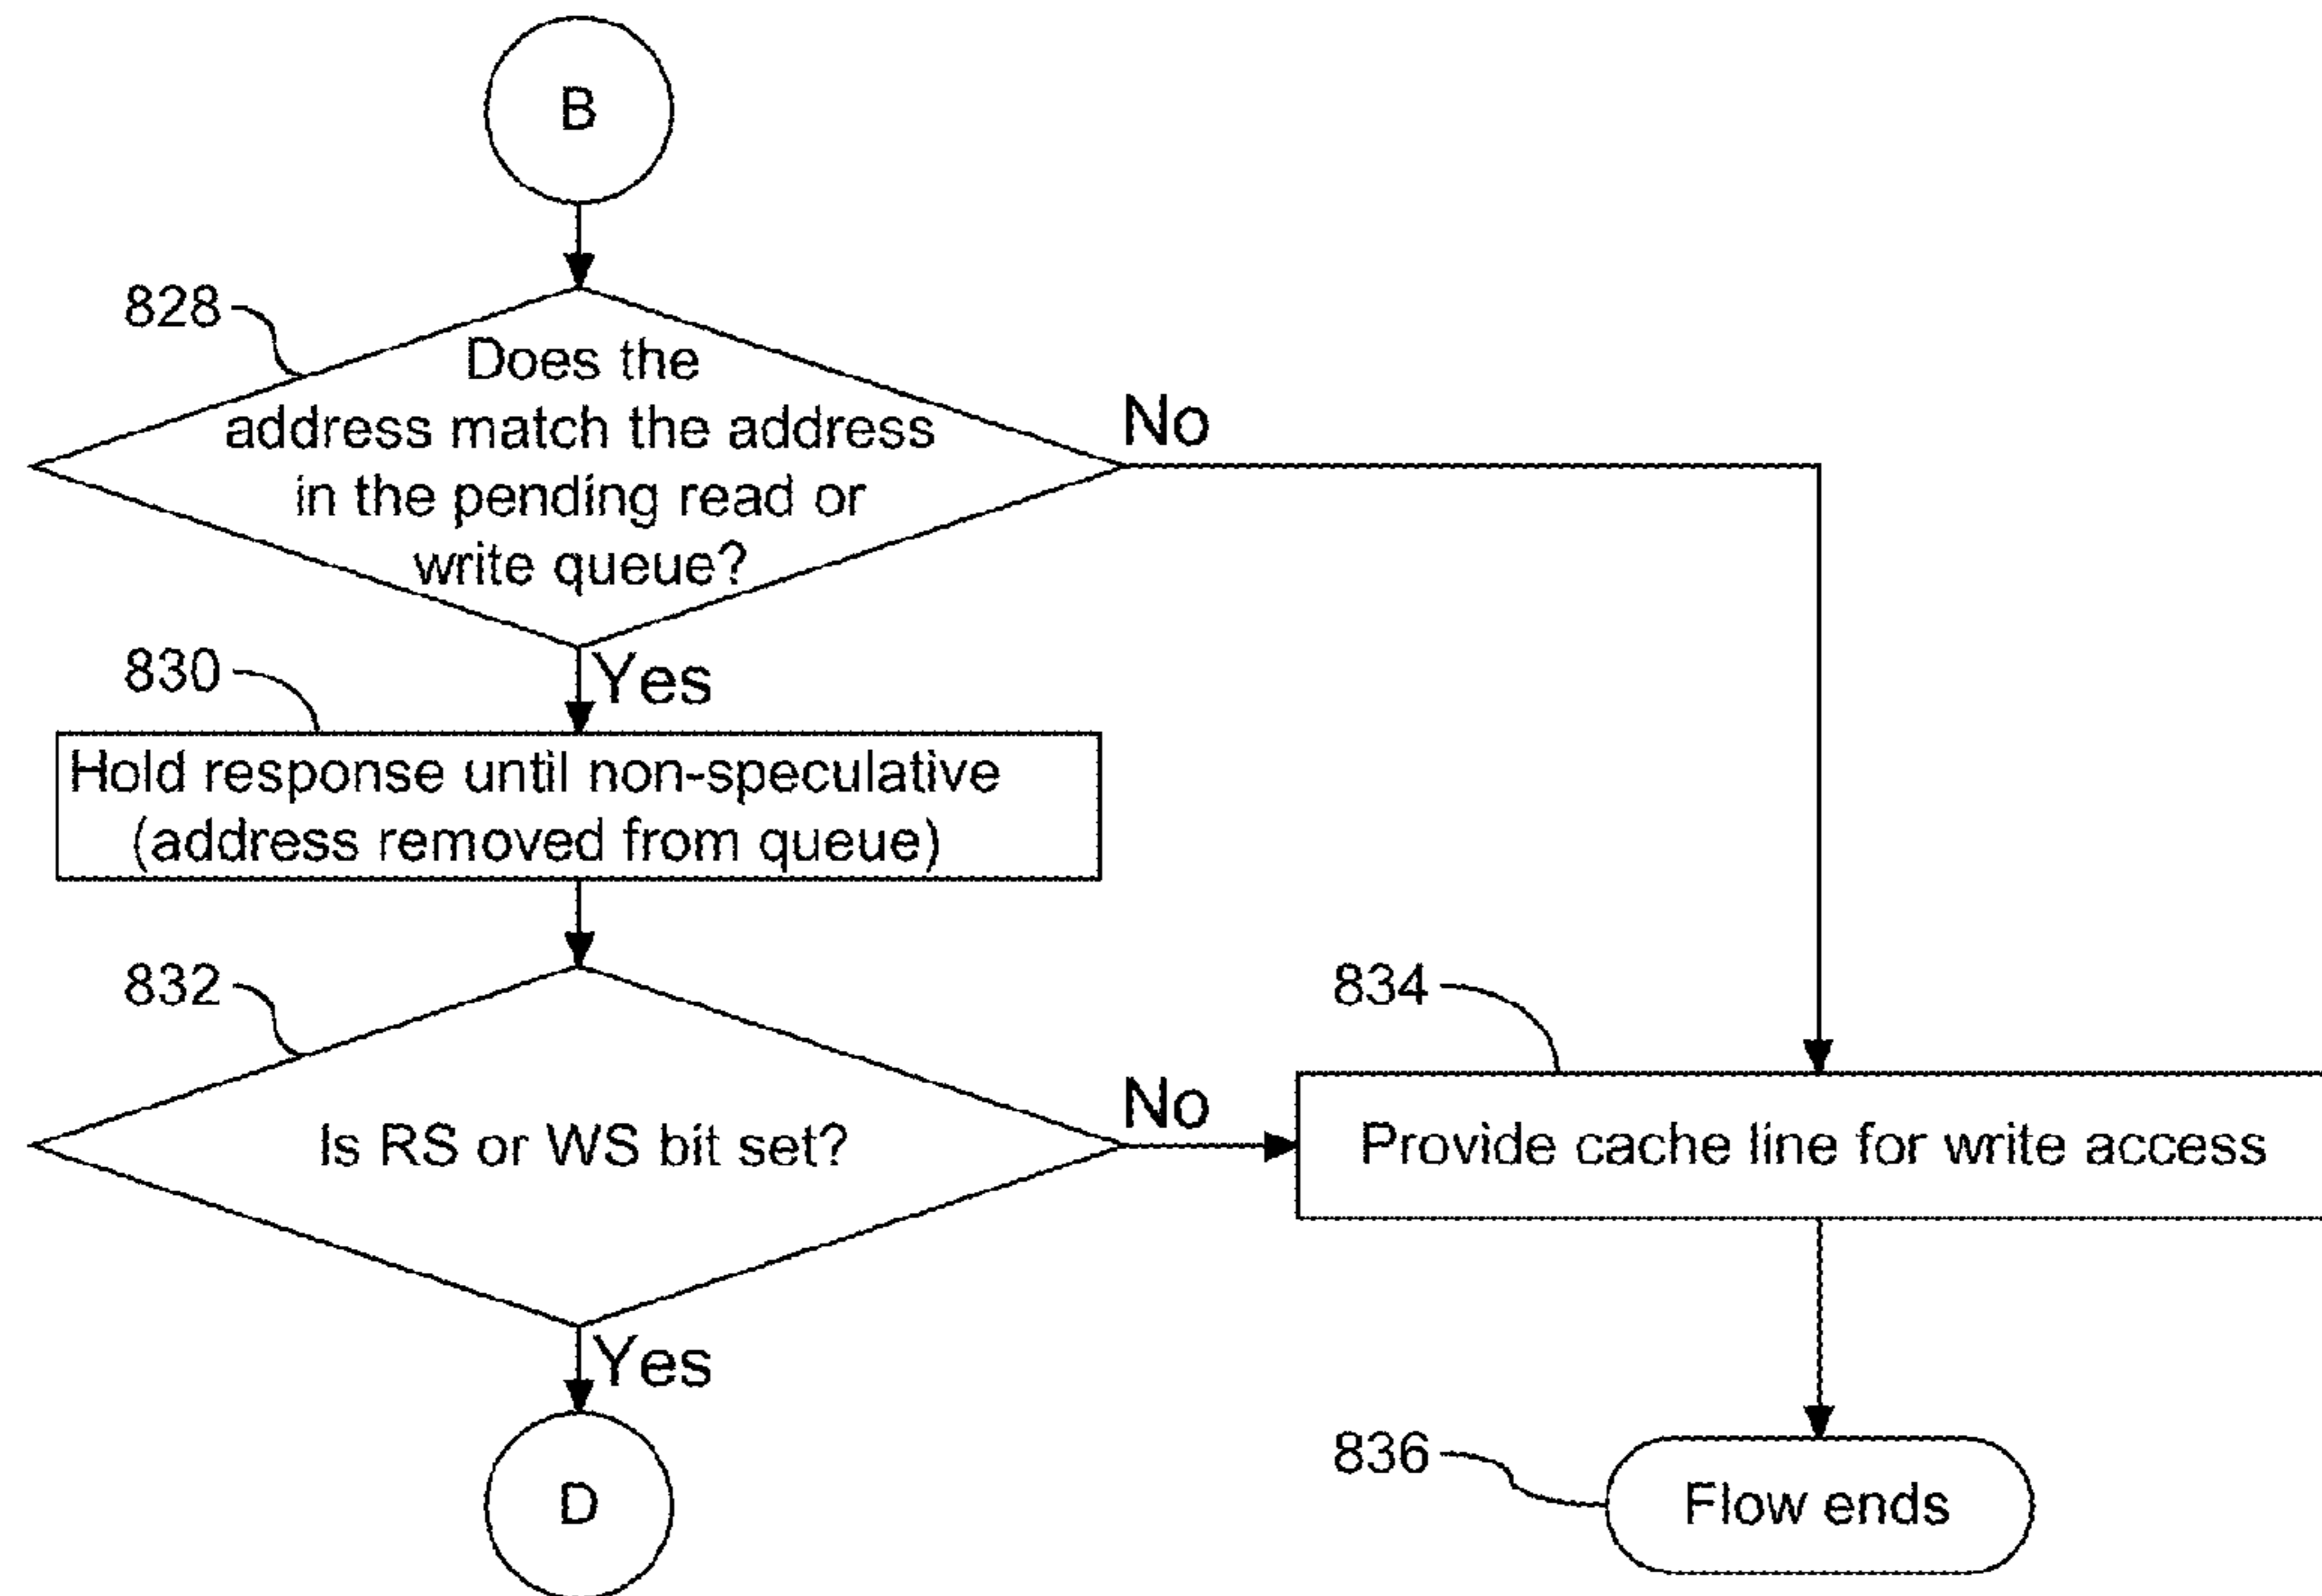 B
828
Does the
address match the address
in the pending read or
write queue?
No
830
Yes
Hold response until non-speculative
(address removed from queue)
832
Is RS or WS bit set?
No
834
Provide cache line for write access
Yes
D
836
Flow ends